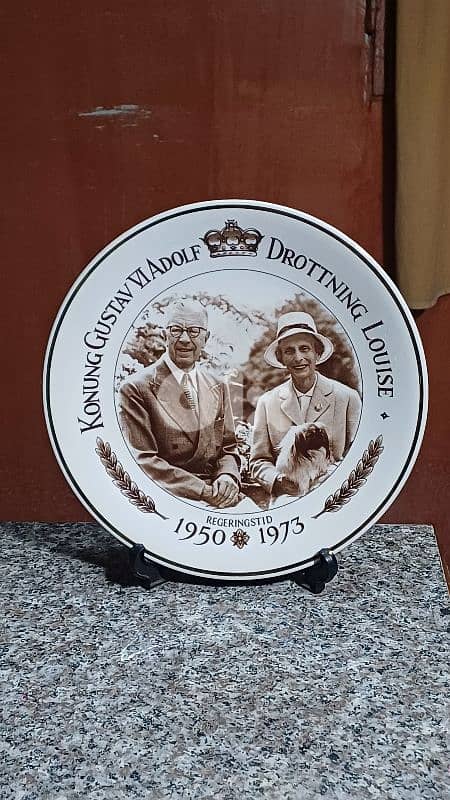 KONUNG GUSTAV VI ADOLF DROTTNING LOUISE
REGERINGSTID
1950 1973